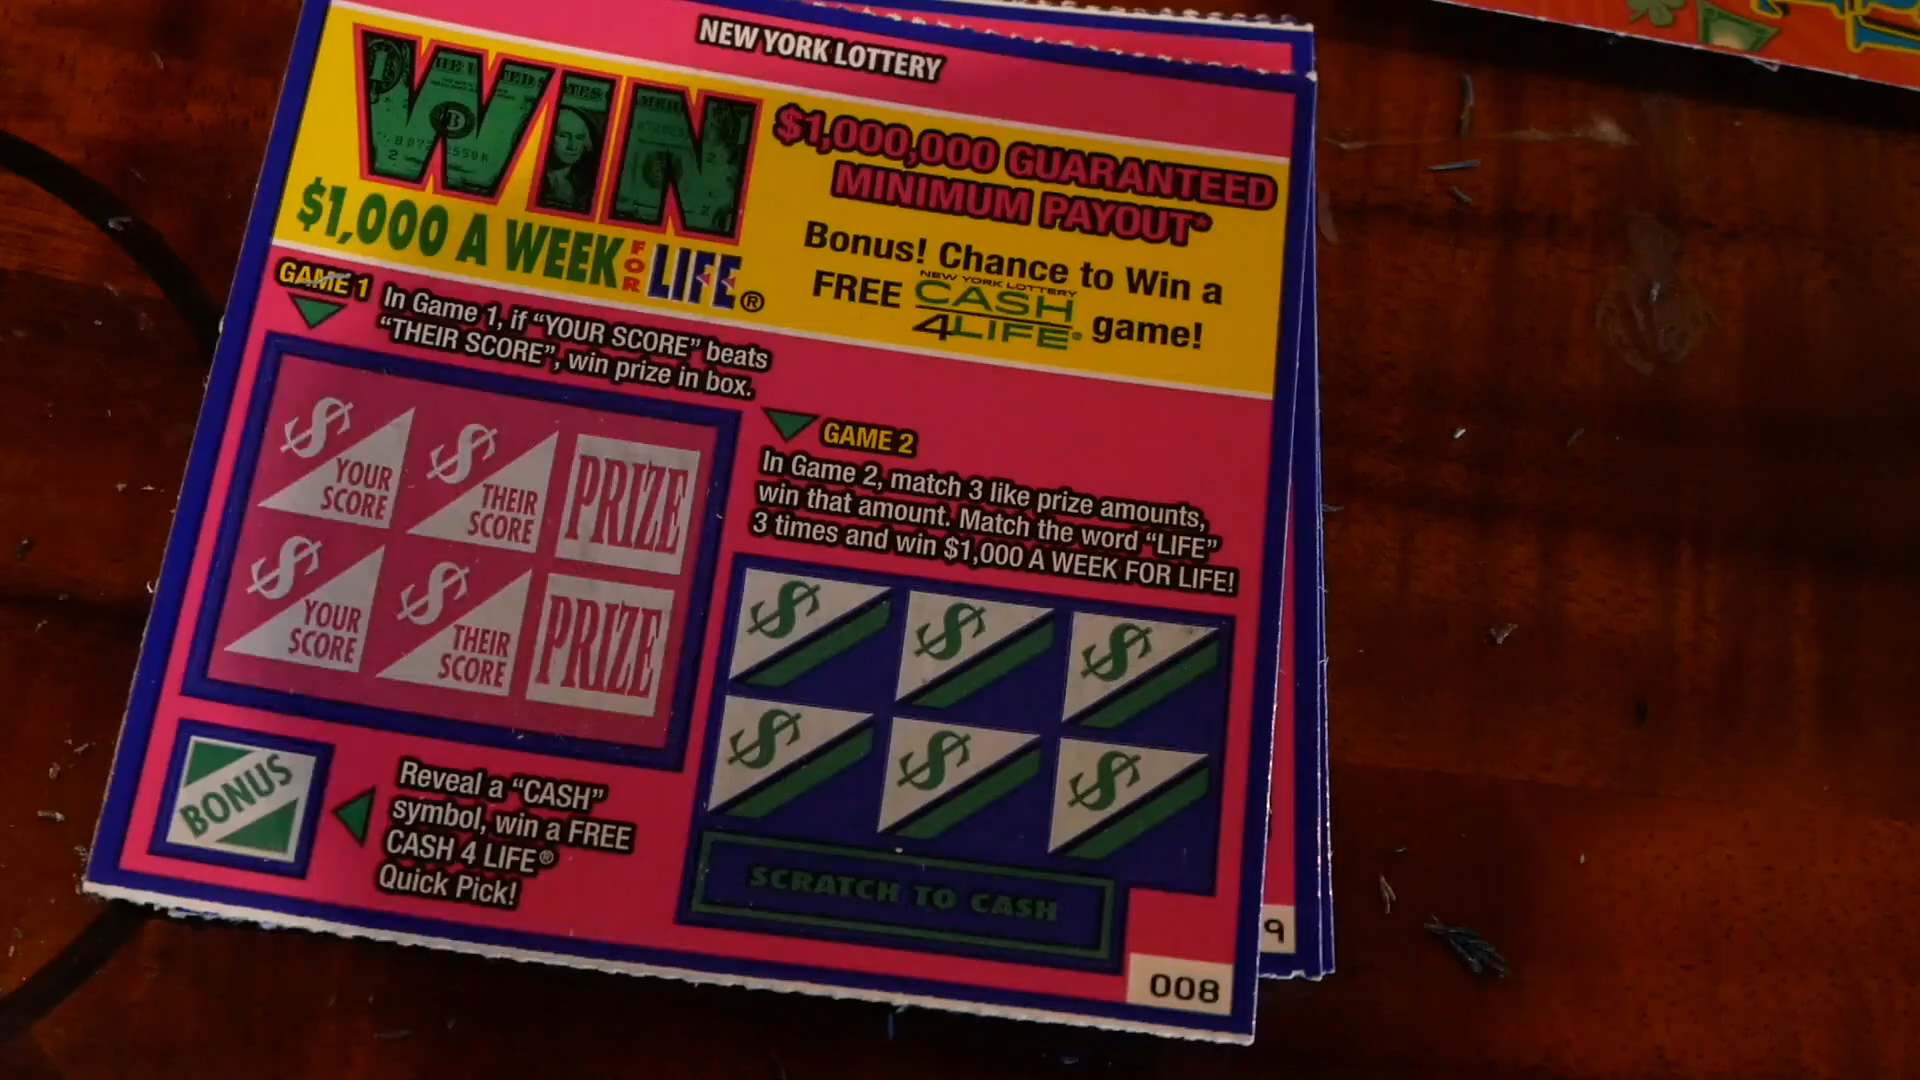 NEW YORK LOTTERY
WIN
$1,000 A WEEK FOR LIFE®
$1,000,000 GUARANTEED
MINIMUM PAYOUT*
Bonus! Chance to Win a
FREE NEW YORK LOTTERY CASH 4LIFE® game!
GAME 1
In Game 1, if “YOUR SCORE” beats
“THEIR SCORE”, win prize in box.
$ YOUR SCORE $ THEIR SCORE PRIZE
$ YOUR SCORE $ THEIR SCORE PRIZE
GAME 2
In Game 2, match 3 like prize amounts,
win that amount. Match the word “LIFE”
3 times and win $1,000 A WEEK FOR LIFE!
$ $ $
$ $ $
BONUS
Reveal a “CASH”
symbol, win a FREE
CASH 4 LIFE®
Quick Pick!
SCRATCH TO CASH
008
9